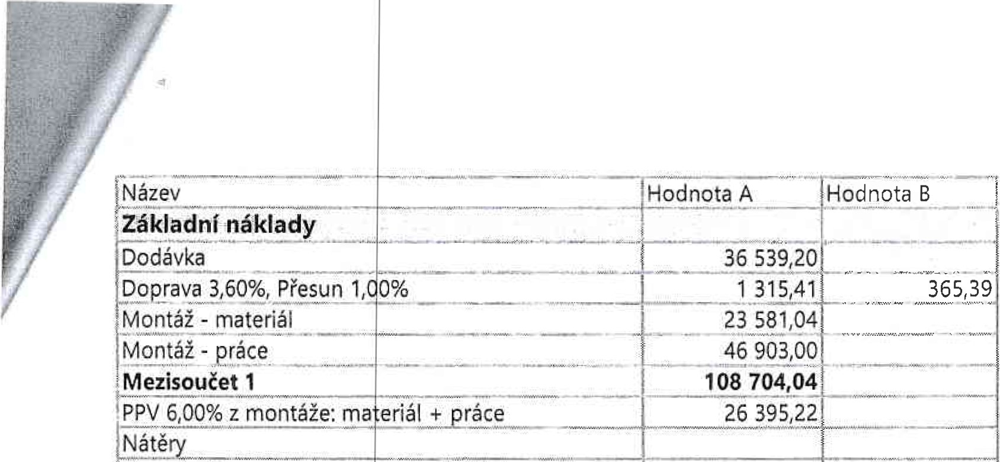 Název Hodnota A Hodnota B
Základní náklady
Dodávka 36 539,20
Doprava 3,60%, Přesun 1,00% 1 315,41 365,39
Montáž - materiál 23 581,04
Montáž - práce 46 903,00
Mezisoučet 1 108 704,04
PPV 6,00% z montáže: materiál + práce 26 395,22
Nátěry